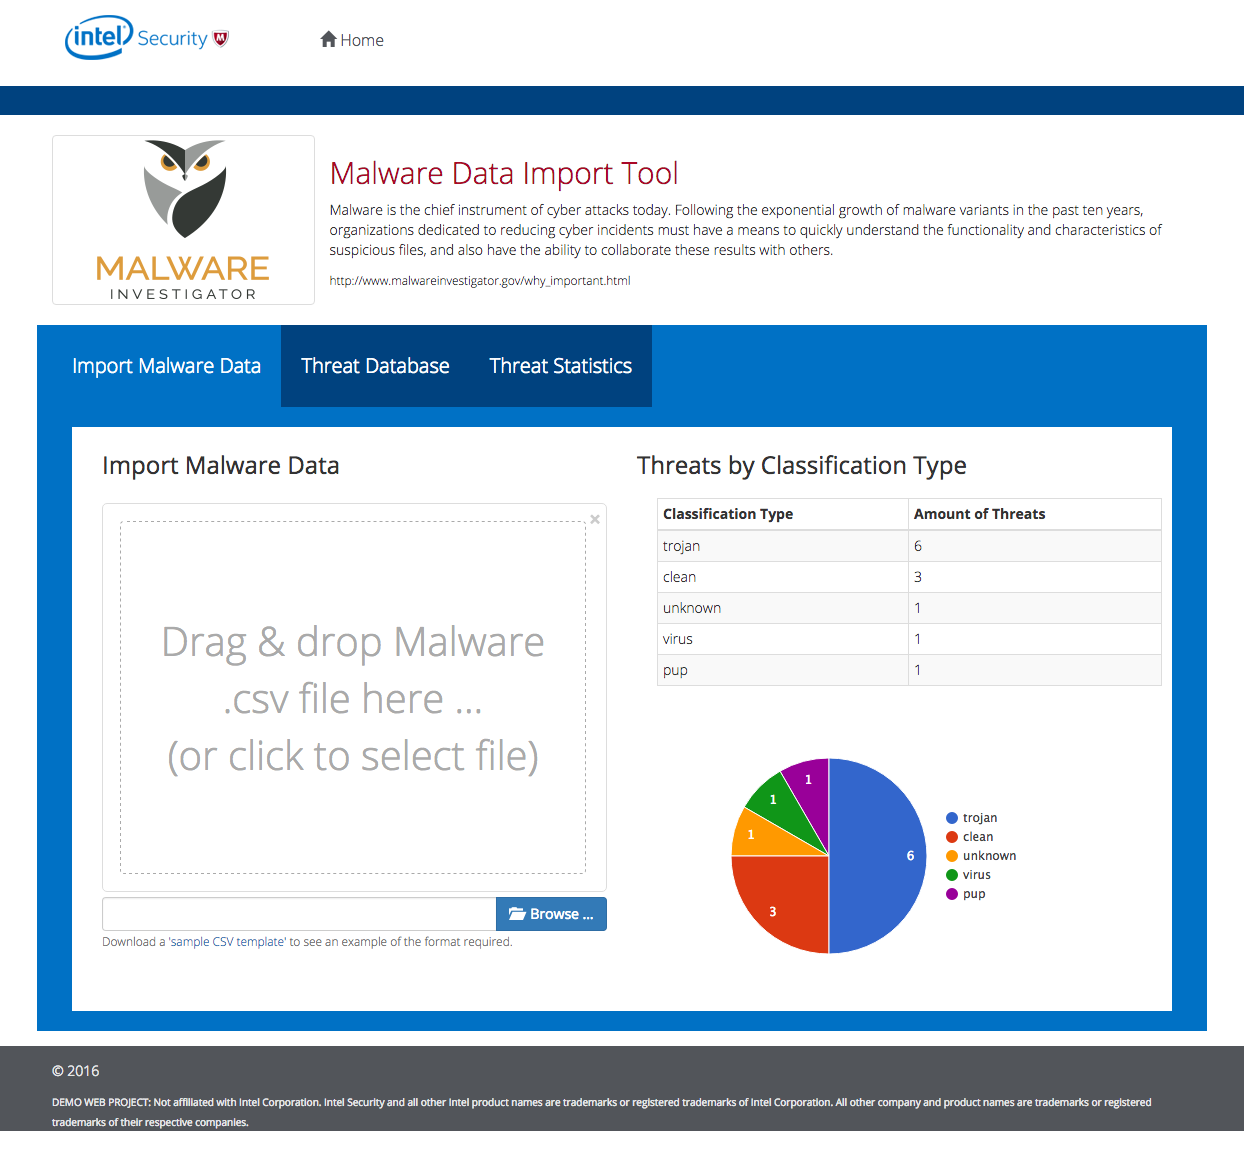 intel Security
Home
MALWARE
INVESTIGATOR
Malware Data Import Tool
Malware is the chief instrument of cyber attacks today. Following the exponential growth of malware variants in the past ten years,
organizations dedicated to reducing cyber incidents must have a means to quickly understand the functionality and characteristics of
suspicious files, and also have the ability to collaborate these results with others.
http://www.malwareinvestigator.gov/why_important.html
Import Malware Data Threat Database Threat Statistics
Import Malware Data
×
Drag & drop Malware
.csv file here ...
(or click to select file)
Browse ...
Download a 'sample CSV template' to see an example of the format required.
Threats by Classification Type
Classification Type Amount of Threats
trojan 6
clean 3
unknown 1
virus 1
pup 1
1
1
1
6
3
trojan
clean
unknown
virus
pup
© 2016
DEMO WEB PROJECT: Not affiliated with Intel Corporation. Intel Security and all other Intel product names are trademarks or registered trademarks of Intel Corporation. All other company and product names are trademarks or registered
trademarks of their respective companies.